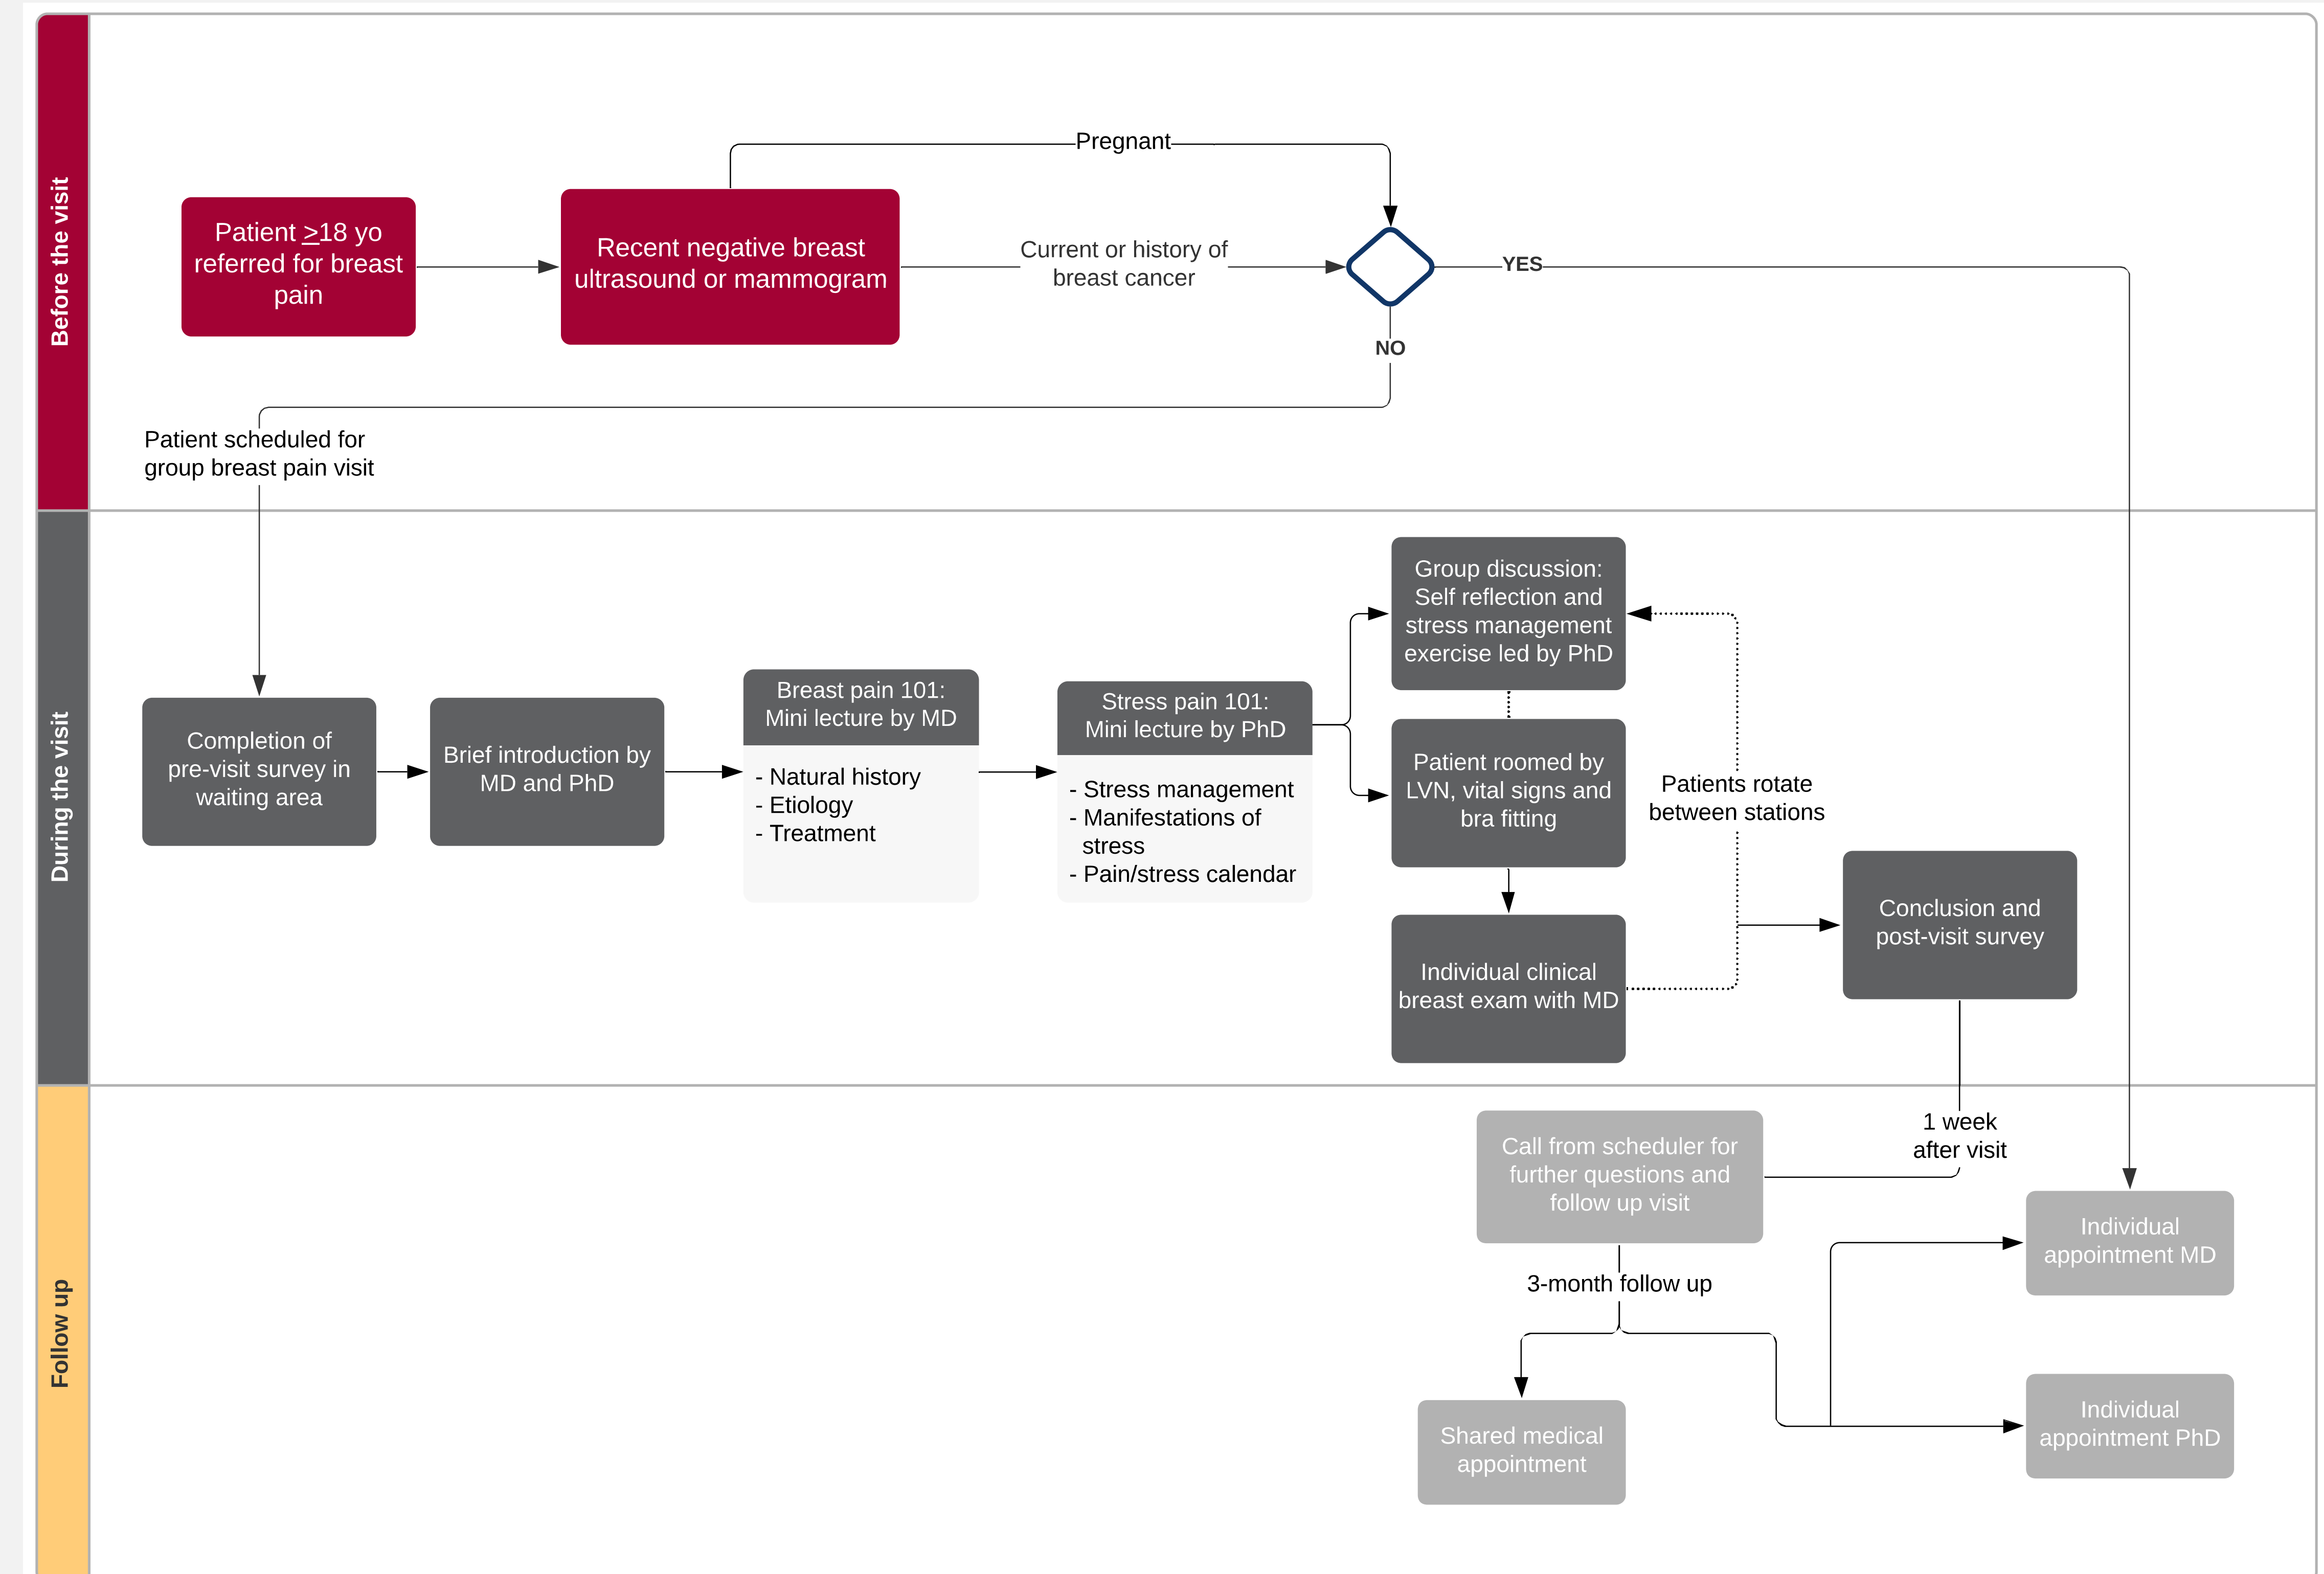 Before the visit
Pregnant
Patient >18 yo
referred for breast
pain
Recent negative breast
ultrasound or mammogram
Current or history of
breast cancer
YES
NO
Patient scheduled for
group breast pain visit
During the visit
Completion of
pre-visit survey in
waiting area
Brief introduction by
MD and PhD
Breast pain 101:
Mini lecture by MD
- Natural history
- Etiology
- Treatment
Stress pain 101:
Mini lecture by PhD
- Stress management
- Manifestations of
stress
- Pain/stress calendar
Group discussion:
Self reflection and
stress management
exercise led by PhD
Patient roomed by
LVN, vital signs and
bra fitting
Individual clinical
breast exam with MD
Patients rotate
between stations
Conclusion and
post-visit survey
Follow up
1 week
after visit
Call from scheduler for
further questions and
follow up visit
3-month follow up
Shared medical
appointment
Individual
appointment MD
Individual
appointment PhD